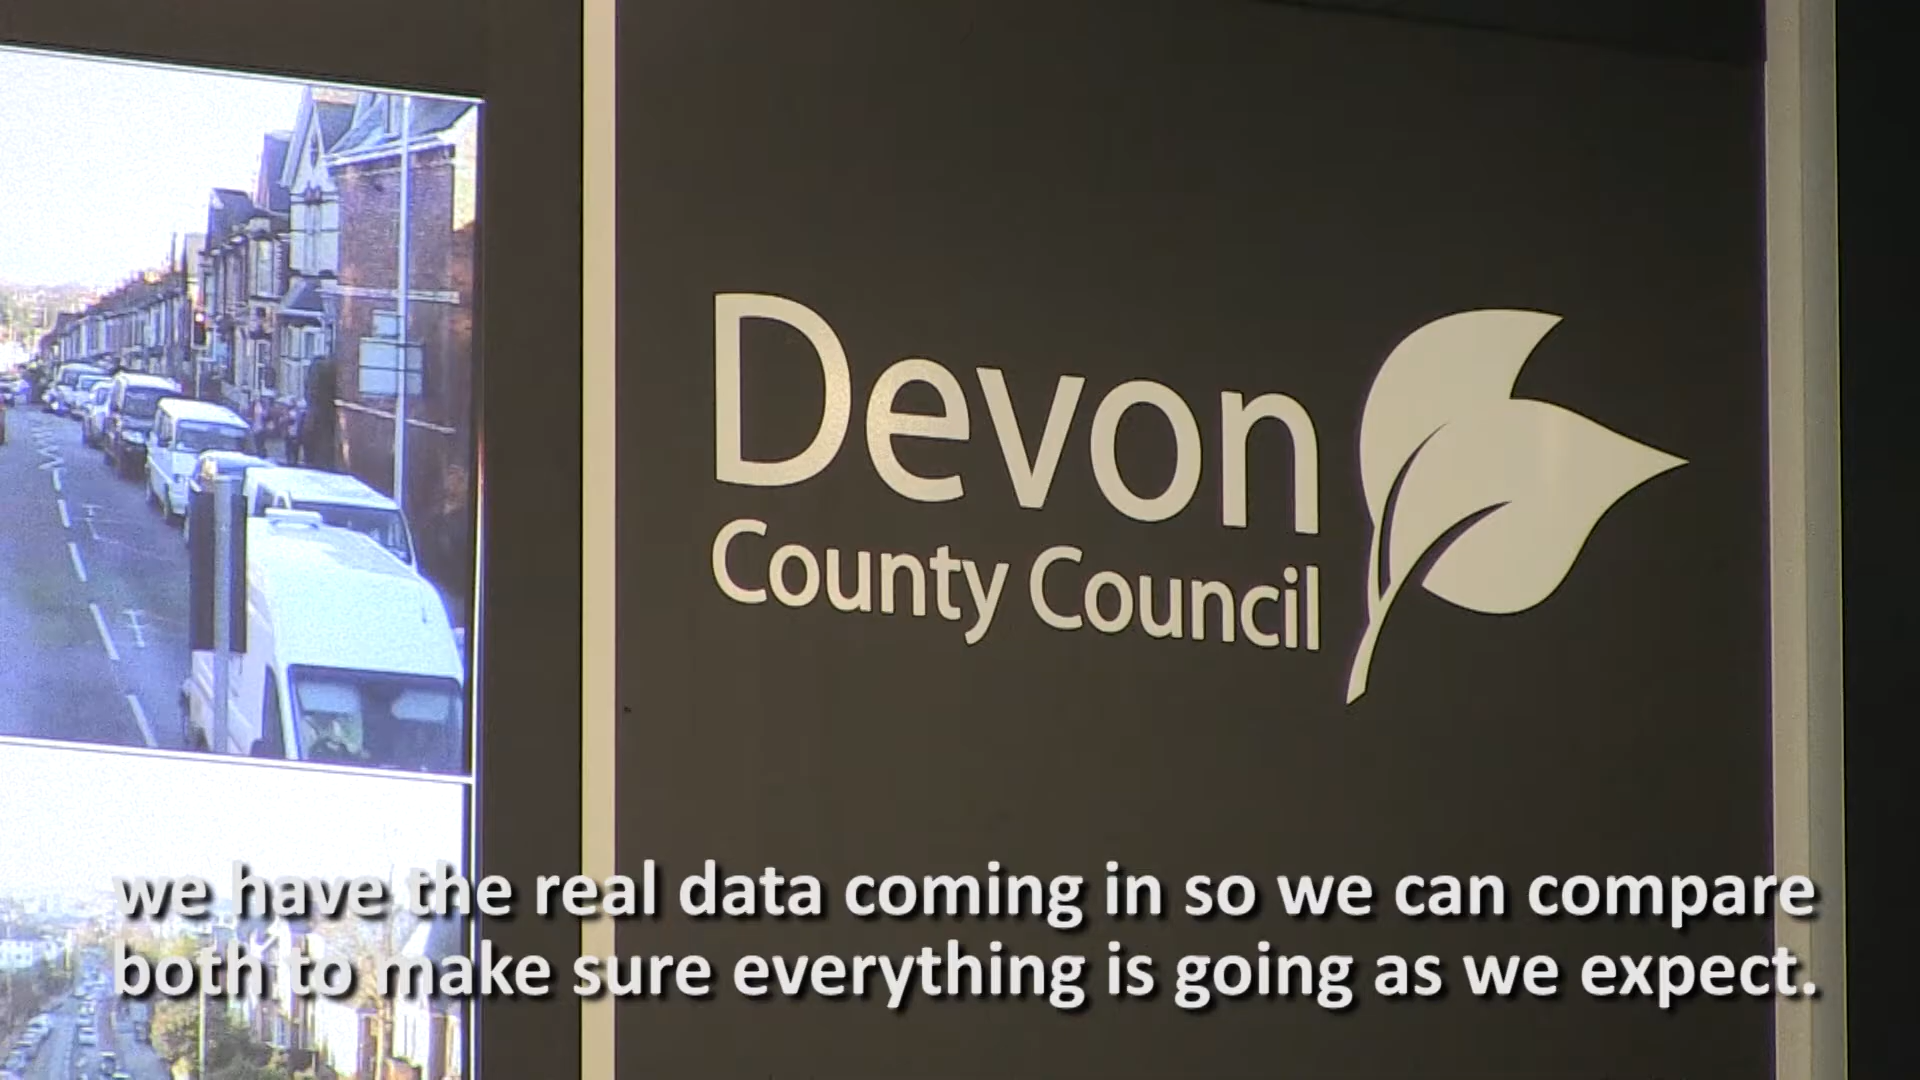 Devon
County Council
we have the real data coming in so we can compare
both to make sure everything is going as we expect.